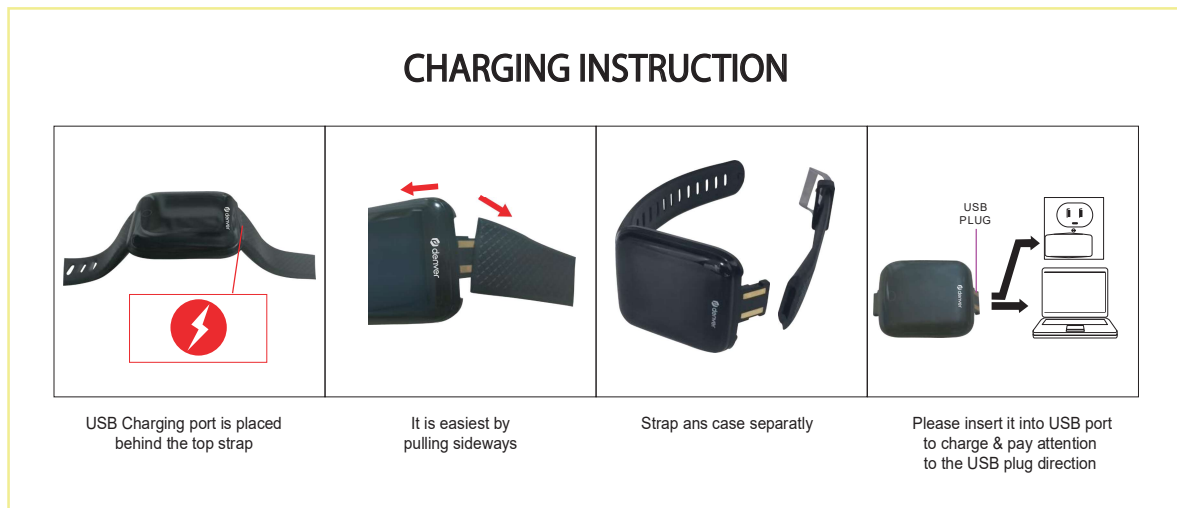 CHARGING INSTRUCTION
denver
denver
denver
USB
PLUG
denver
USB Charging port is placed
behind the top strap
It is easiest by
pulling sideways
Strap ans case separatly
Please insert it into USB port
to charge & pay attention
to the USB plug direction